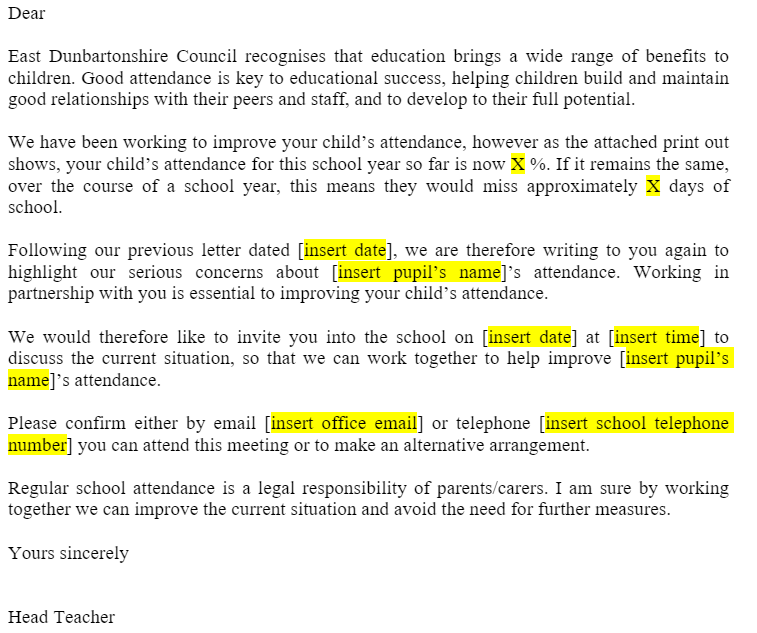 Dear
East Dunbartonshire Council recognises that education brings a wide range of benefits to
children. Good attendance is key to educational success, helping children build and maintain
good relationships with their peers and staff, and to develop to their full potential.
We have been working to improve your child's attendance, however as the attached print out
shows, your child's attendance for this school year so far is now X %. If it remains the same,
over the course of a school year, this means they would miss approximately X days of
school.
Following our previous letter dated [insert date], we are therefore writing to you again to
highlight our serious concerns about [insert pupil's name]'s attendance. Working in
partnership with you is essential to improving your child's attendance.
We would therefore like to invite you into the school on [insert date] at [insert time] to
discuss the current situation, so that we can work together to help improve [insert pupil's
name]'s attendance.
Please confirm either by email [insert office email] or telephone [insert school telephone
number] you can attend this meeting or to make an alternative arrangement.
Regular school attendance is a legal responsibility of parents/carers. I am sure by working
together we can improve the current situation and avoid the need for further measures.
Yours sincerely
Head Teacher